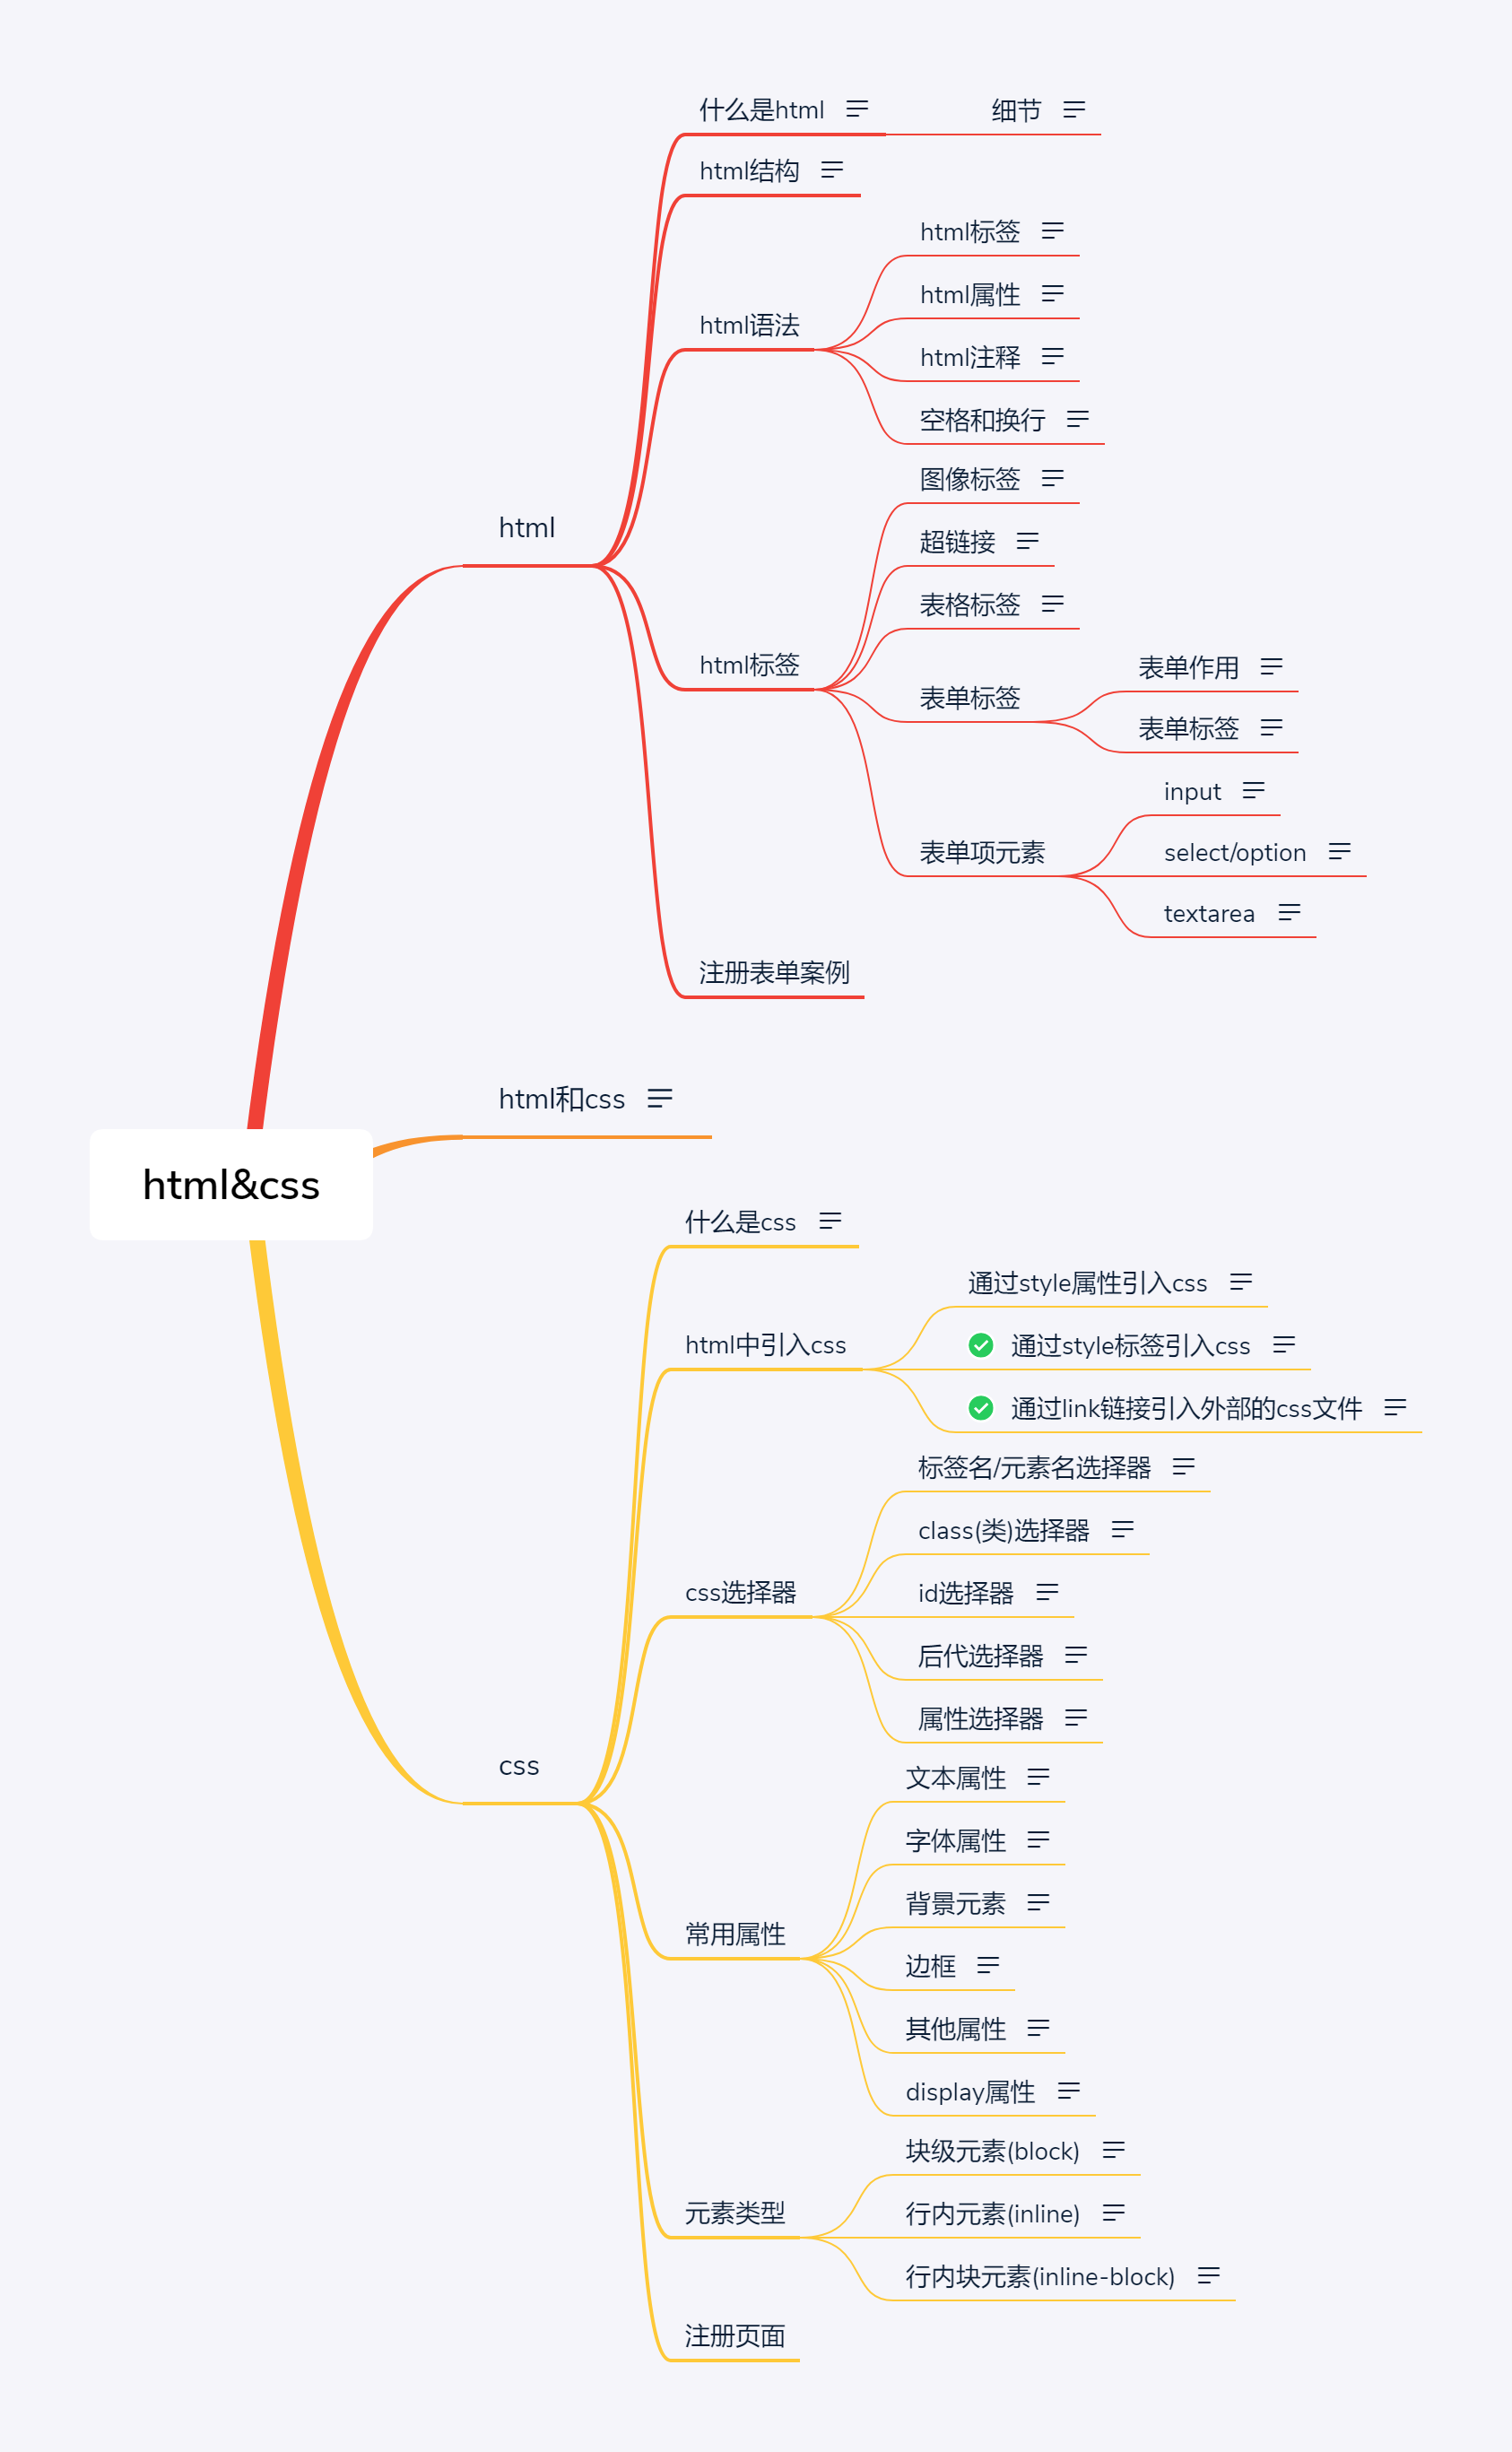 html&css
html
什么是html
细节
html结构
html语法
html标签
html属性
html注释
空格和换行
html标签
图像标签
超链接
表格标签
表单标签
表单作用
表单标签
表单项元素
input
select/option
textarea
注册表单案例
html和css
css
什么是css
html中引入css
通过style属性引入css
通过style标签引入css
通过link链接引入外部的css文件
css选择器
标签名/元素名选择器
class(类)选择器
id选择器
后代选择器
属性选择器
常用属性
文本属性
字体属性
背景元素
边框
其他属性
display属性
元素类型
块级元素(block)
行内元素(inline)
行内块元素(inline-block)
注册页面